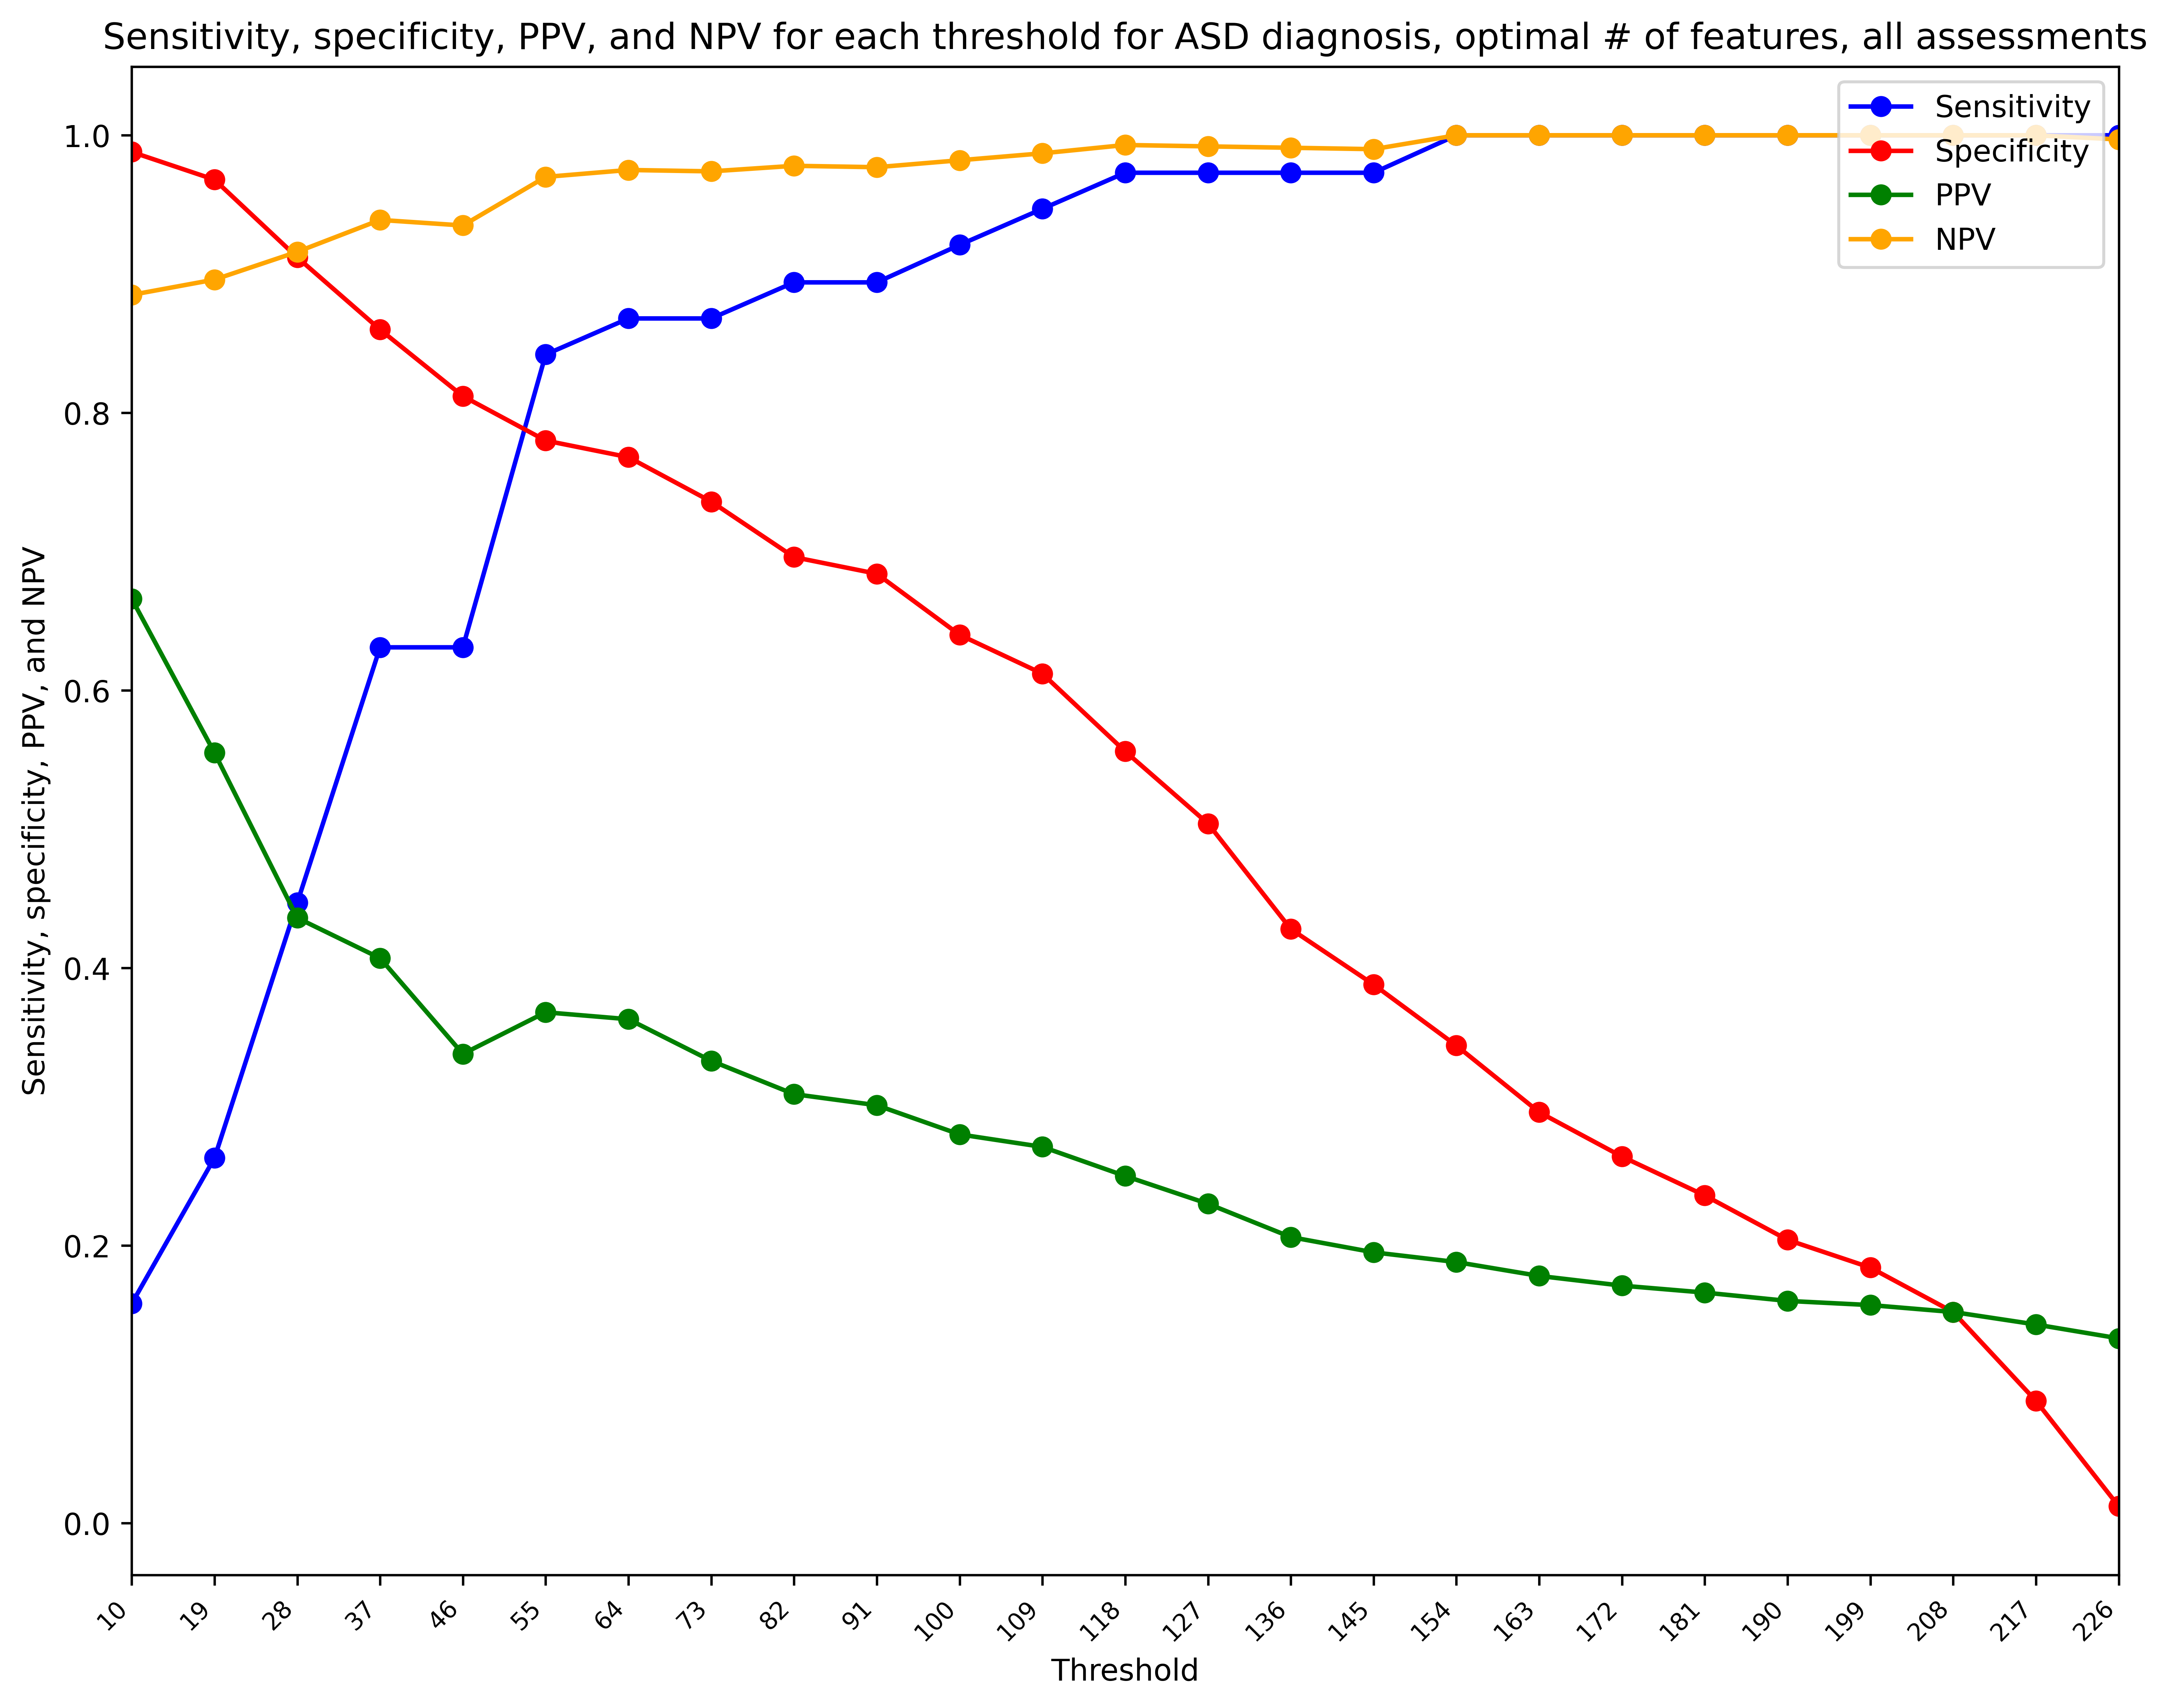 Sensitivity, specificity, PPV, and NPV for each threshold for ASD diagnosis, optimal # of features, all assessments
Sensitivity
Specificity
PPV
NPV
1.0
0.8
0.6
0.4
0.2
0.0
Sensitivity, specificity, PPV, and NPV
10 19 28 37 46 55 64 73 82 91 100 109 118 127 136 145 154 163 172 181 190 199 208 217 226
Threshold